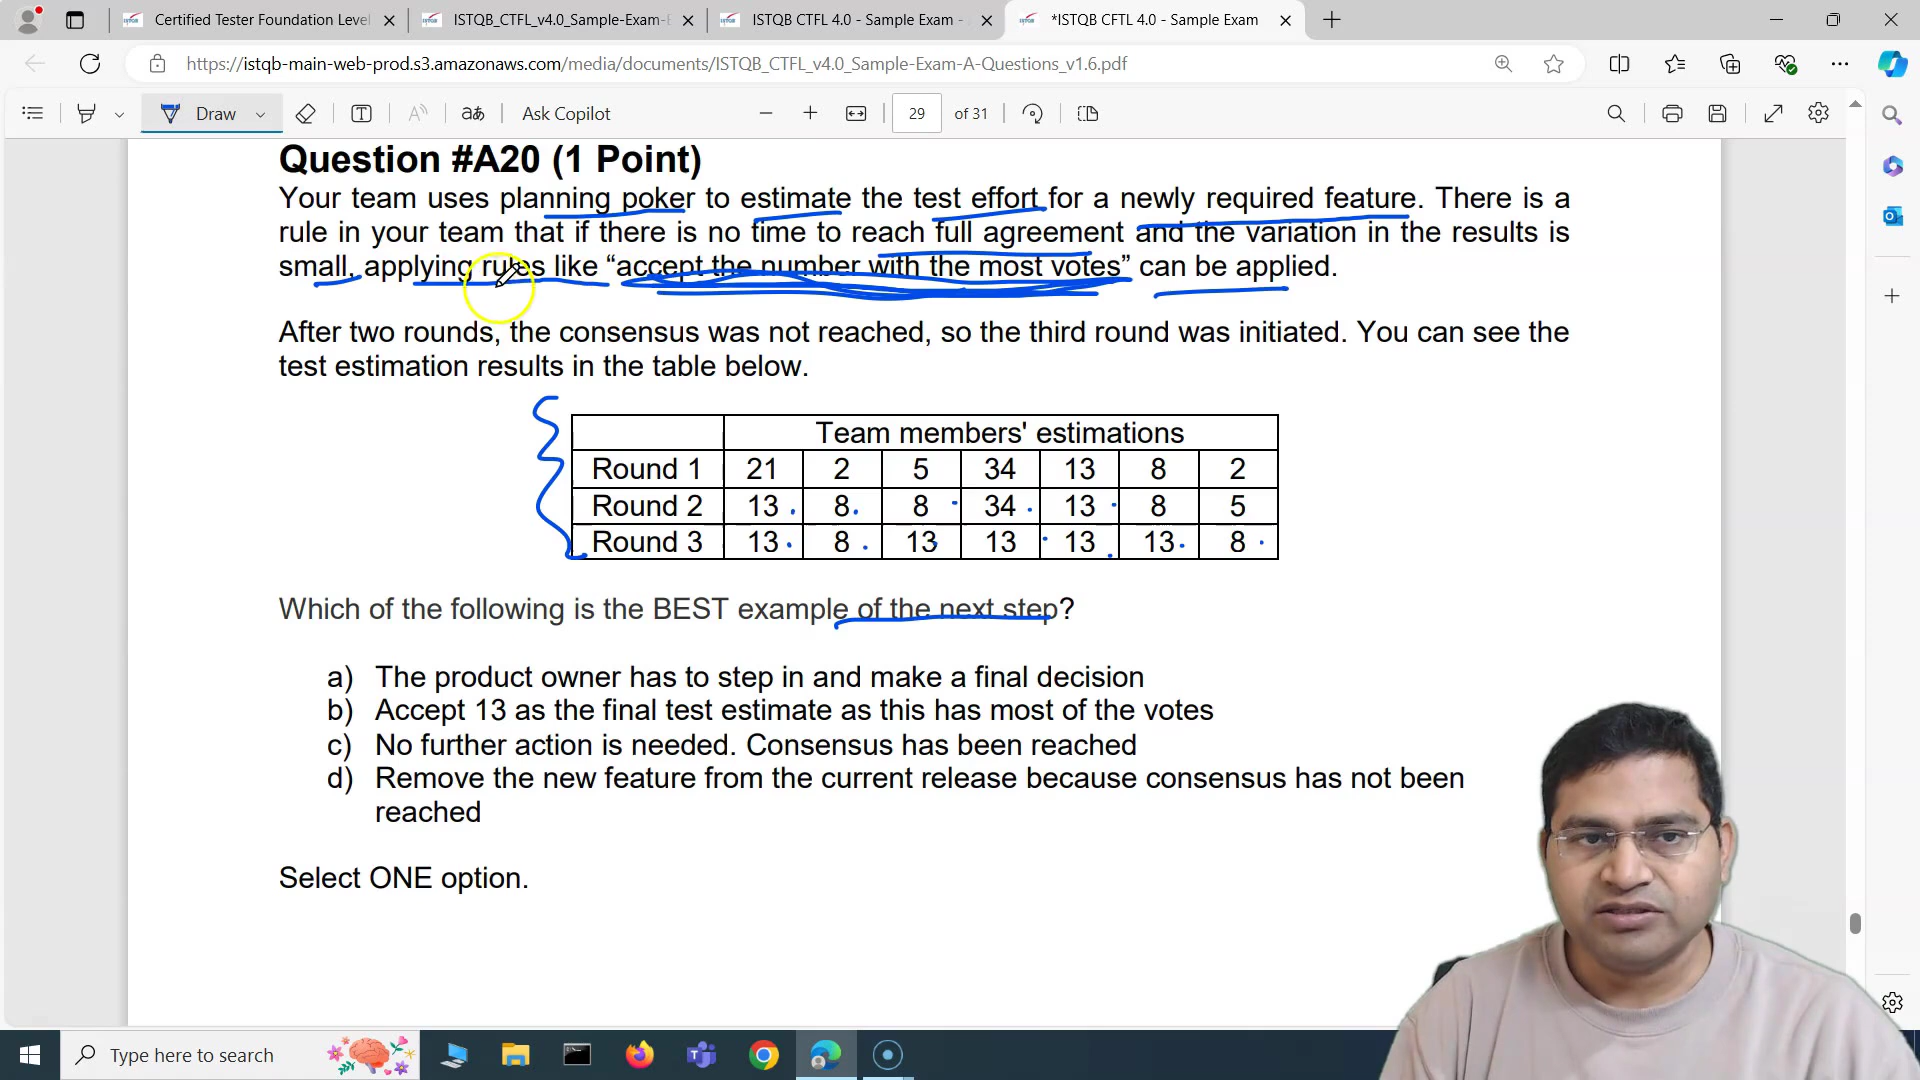 Certified Tester Foundation Leve
ISTQB_CTFL_v4.0_Sample-Exam-E
ISTQB CTFL 4.0 - Sample Exam -
*ISTQB CFTL 4.0 - Sample Exam
https://istqb-main-web-prod.s3.amazonaws.com/media/documents/ISTQB_CTFL_v4.0_Sample-Exam-A-Questions_v1.6.pdf
Draw
aあ
Ask Copilot
29 of 31
Question #A20 (1 Point)
Your team uses planning poker to estimate the test effort for a newly required feature. There is a
rule in your team that if there is no time to reach full agreement and the variation in the results is
small, applying rules like “accept the number with the most votes” can be applied.
After two rounds, the consensus was not reached, so the third round was initiated. You can see the
test estimation results in the table below.
Team members' estimations
Round 1 21 2 5 34 13 8 2
Round 2 13 8 8 34 13 8 5
Round 3 13 8 13 13 13 13 8
Which of the following is the BEST example of the next step?
a) The product owner has to step in and make a final decision
b) Accept 13 as the final test estimate as this has most of the votes
c) No further action is needed. Consensus has been reached
d) Remove the new feature from the current release because consensus has not been
reached
Select ONE option.
Type here to search